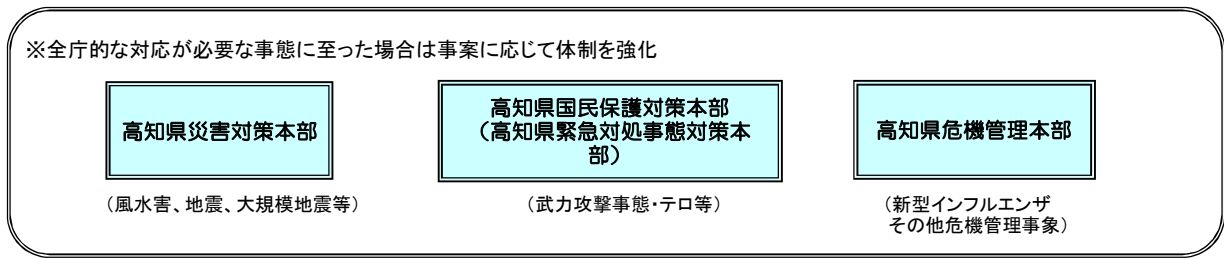 ※全庁的な対応が必要な事態に至った場合は事案に応じて体制を強化
高知県災害対策本部
(風水害、地震、大規模地震等)
高知県国民保護対策本部
(高知県緊急対処事態対策本
部)
(武力攻撃事態・テロ等)
高知県危機管理本部
(新型インフルエンザ
その他危機管理事象)